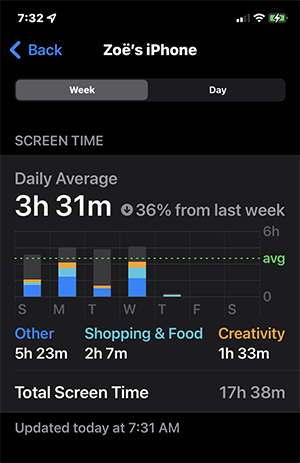 7:32
Back Zoë's iPhone
Week Day
SCREEN TIME
Daily Average
3h 31m 36% from last week
6h
avg
0
S M T W T F S
Other Shopping & Food Creativity
5h 23m 2h 7m 1h 33m
Total Screen Time 17h 38m
Updated today at 7:31 AM